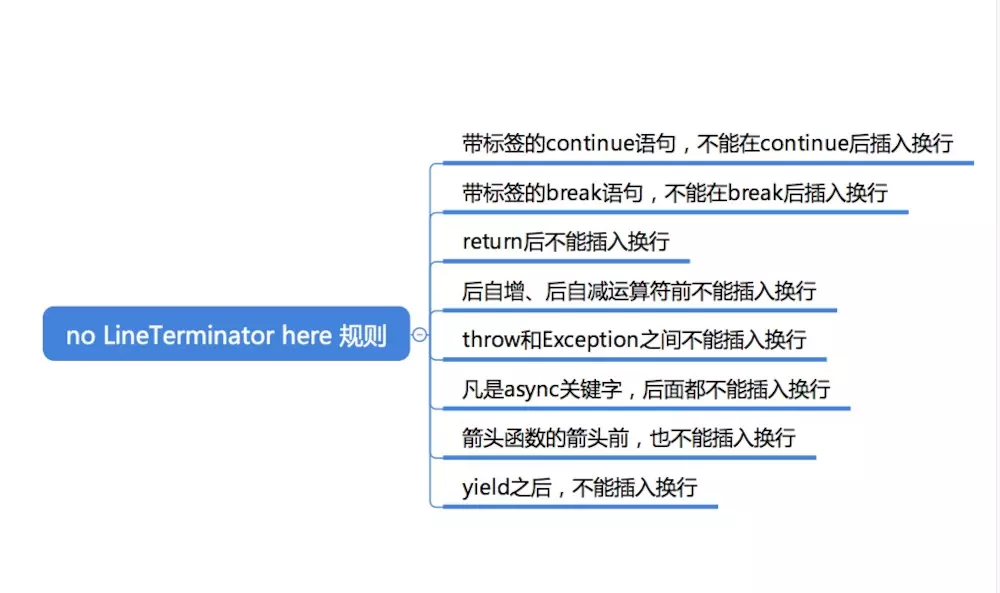 no LineTerminator here 规则
带标签的continue语句，不能在continue后插入换行
带标签的break语句，不能在break后插入换行
return后不能插入换行
后自增、后自减运算符前不能插入换行
throw和Exception之间不能插入换行
凡是async关键字，后面都不能插入换行
箭头函数的箭头前，也不能插入换行
yield之后，不能插入换行